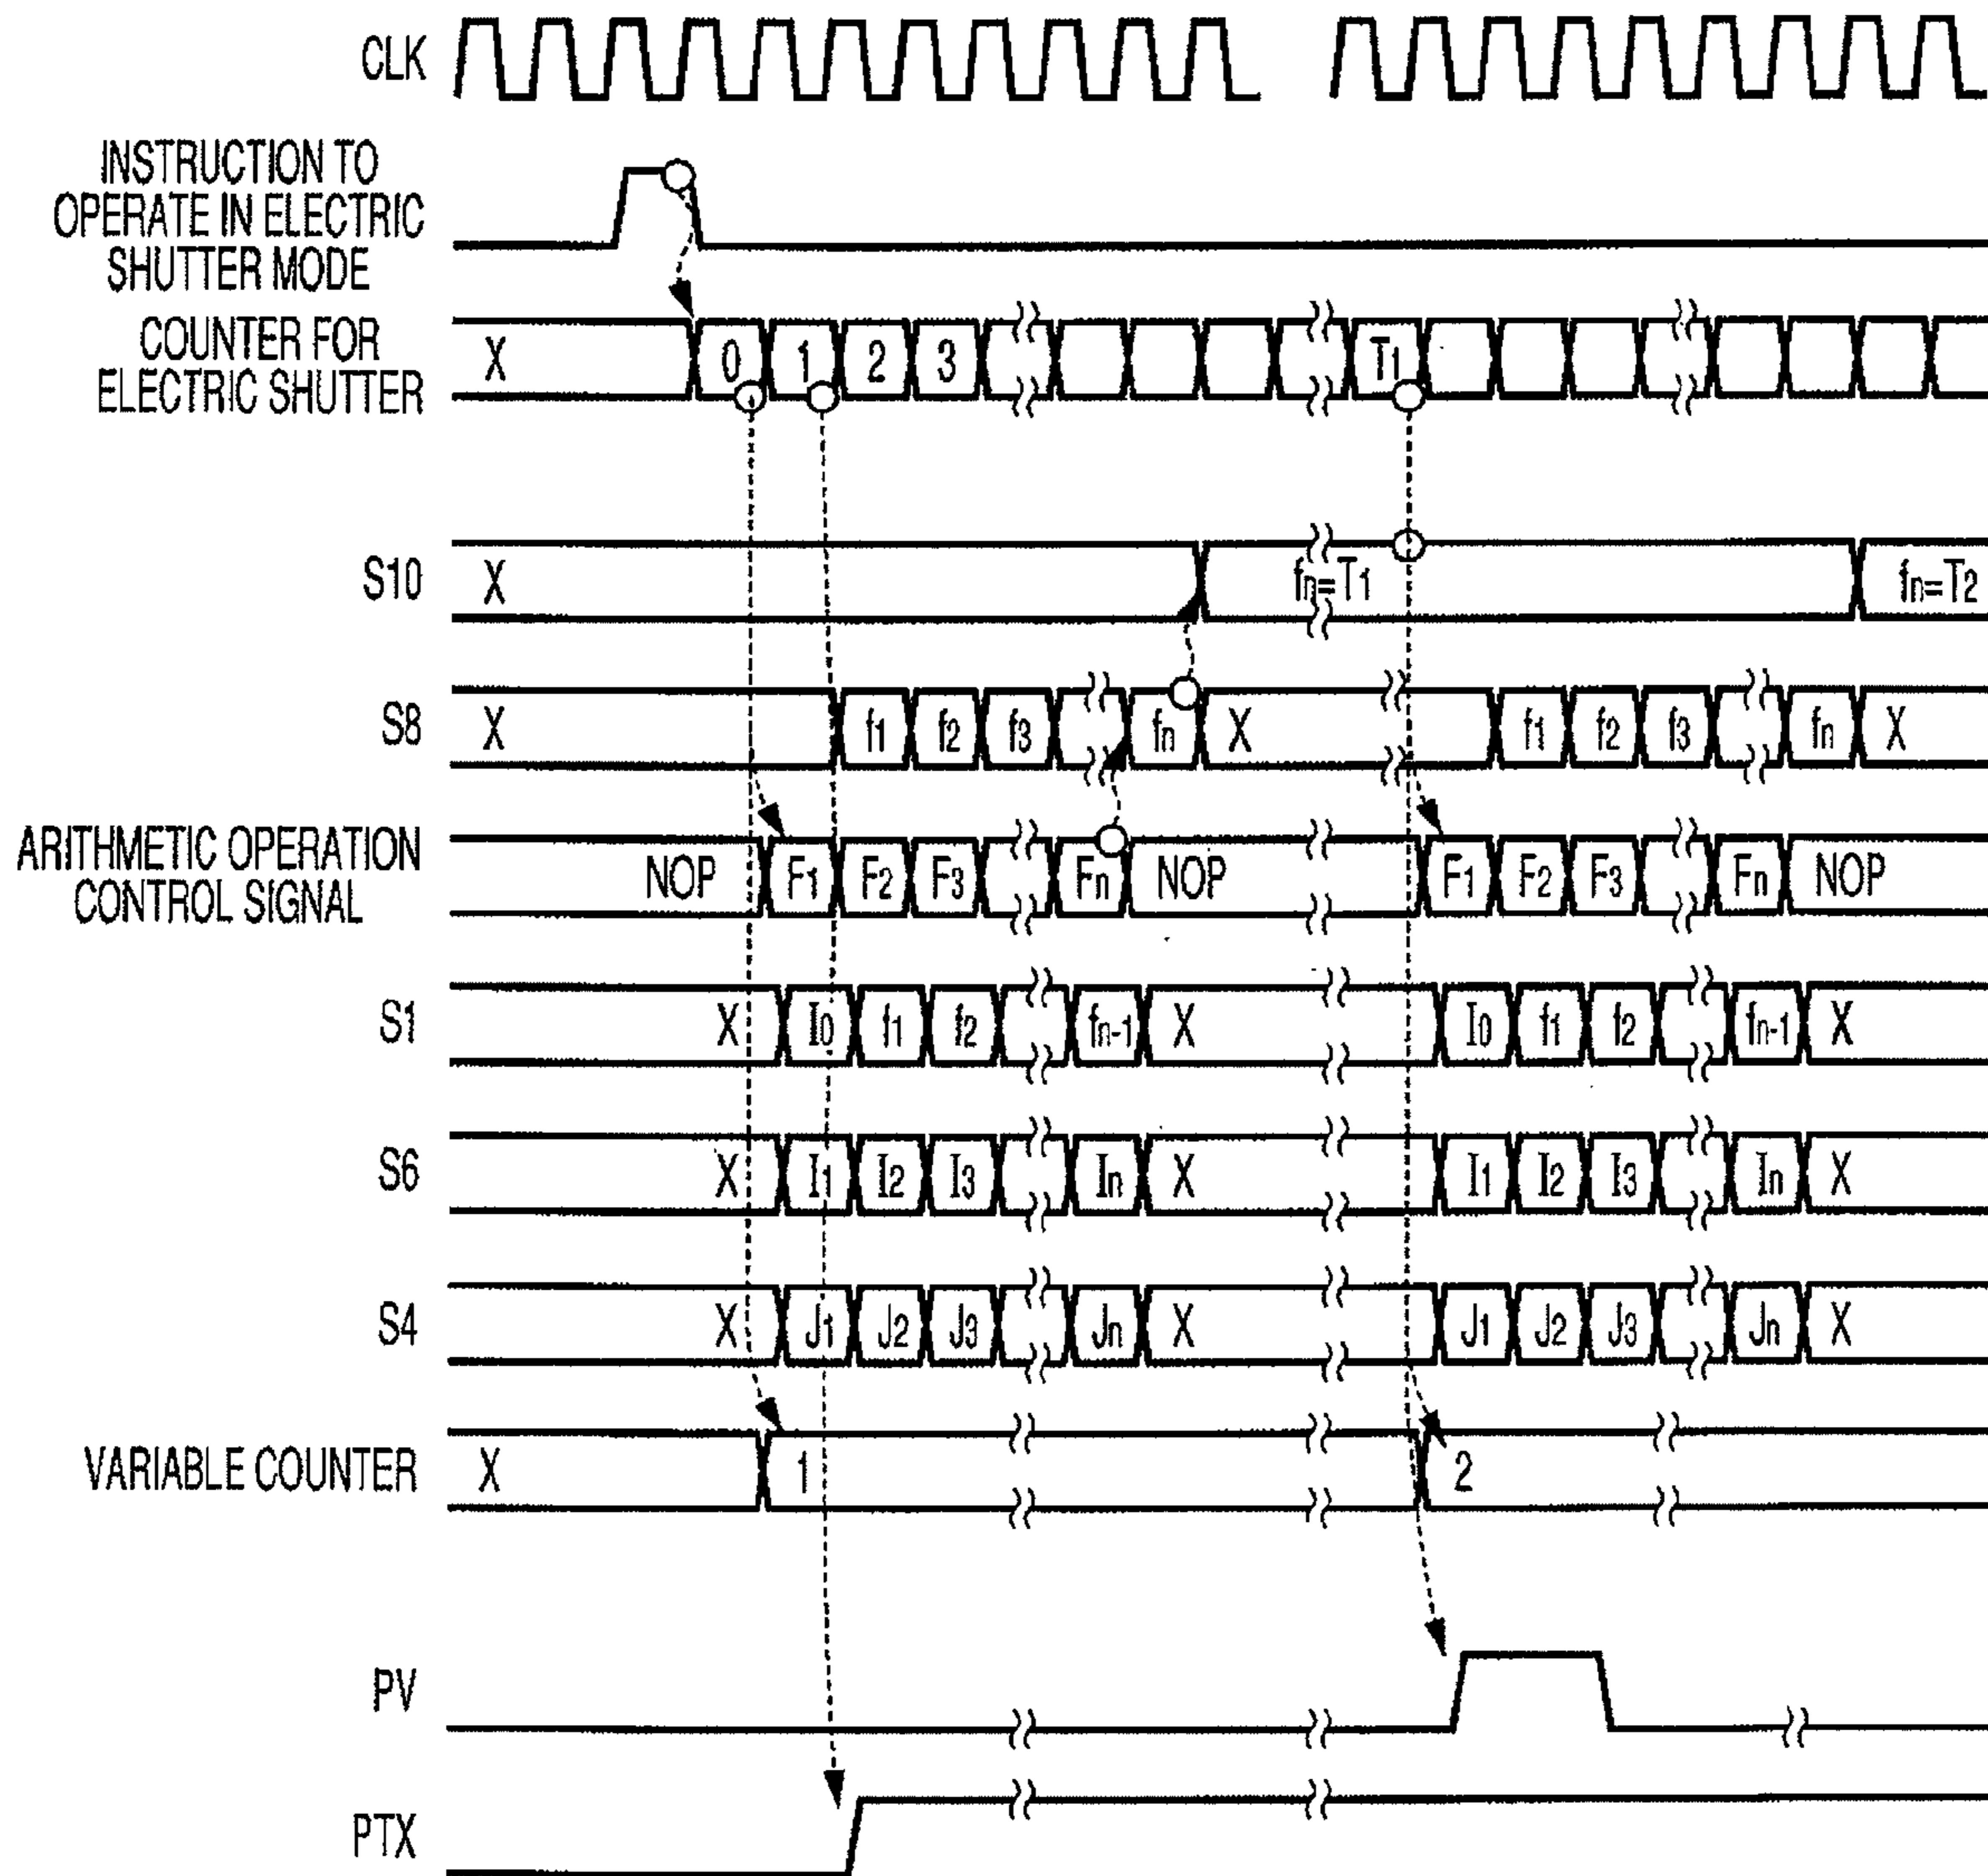 CLK
INSTRUCTION TO
OPERATE IN ELECTRIC
SHUTTER MODE
COUNTER FOR
ELECTRIC SHUTTER
X 0 1 2 3 T1
S10
X fn=T1 fn=T2
S8
X f1 f2 f3 fn X f1 f2 f3 fn X
ARITHMETIC OPERATION
CONTROL SIGNAL
NOP F1 F2 F3 Fn NOP F1 F2 F3 Fn NOP
S1
X I0 f1 f2 fn-1 X I0 f1 f2 fn-1 X
S6
X I1 I2 I3 In X I1 I2 I3 In X
S4
X J1 J2 J3 Jn X J1 J2 J3 Jn X
VARIABLE COUNTER
X 1 2
PV
PTX